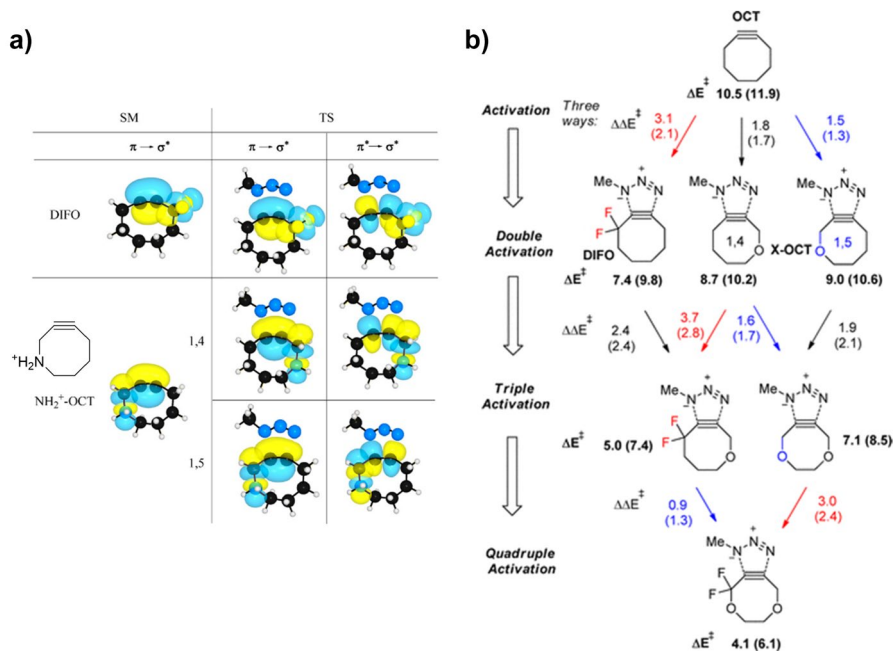 a)
SM TS
π → σ* π → σ* π*→ σ*
DIFO
+H₂N
NH₂⁺-OCT
1,4
1,5
b)
OCT
ΔE‡ 10.5 (11.9)
Activation
Three ways:
ΔΔE‡
3.1 (2.1)
1.8 (1.7)
1.5 (1.3)
Me N − N + N
Me N − N + N
Me N − N + N
F F
1,4 O
O 1,5
Double Activation
DIFO
X-OCT
ΔE‡ 7.4 (9.8) 8.7 (10.2) 9.0 (10.6)
ΔΔE‡
2.4 (2.4)
3.7 (2.8)
1.6 (1.7)
1.9 (2.1)
Triple Activation
Me N − N + N
Me N − N + N
F F O
O O
ΔE‡ 5.0 (7.4) 7.1 (8.5)
ΔΔE‡
0.9 (1.3)
3.0 (2.4)
Quadruple Activation
Me N − N + N
F F O O
ΔE‡ 4.1 (6.1)